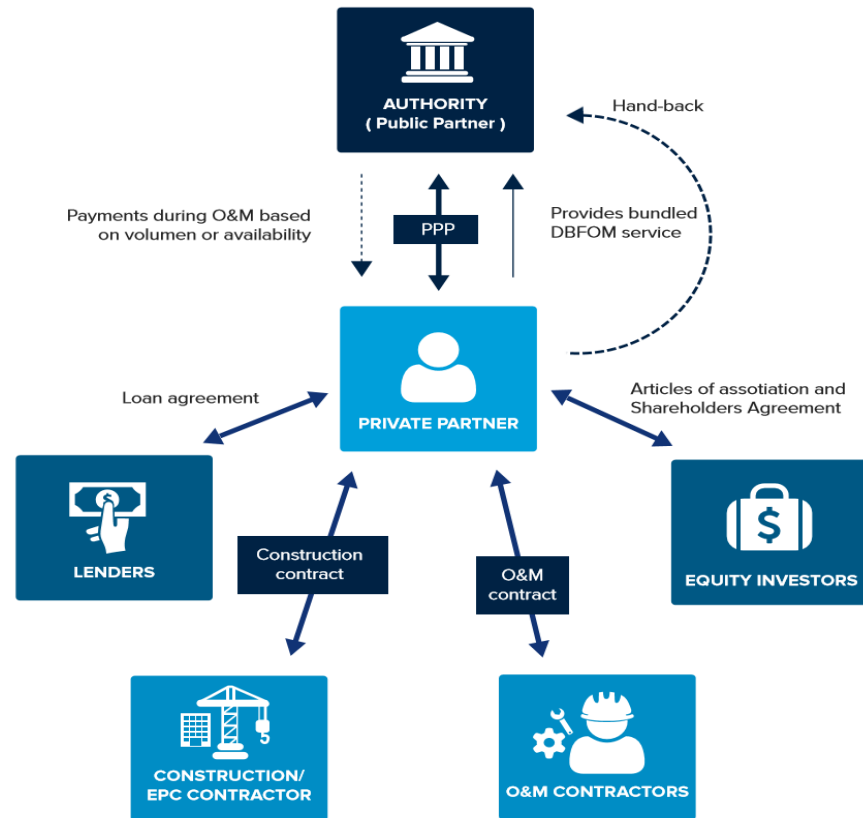 AUTHORITY
( Public Partner )
Hand-back
Payments during O&M based
on volumen or availability
PPP
Provides bundled
DBFOM service
PRIVATE PARTNER
Loan agreement
Articles of assotiation and
Shareholders Agreement
$
LENDERS
$
EQUITY INVESTORS
Construction
contract
O&M
contract
CONSTRUCTION/
EPC CONTRACTOR
O&M CONTRACTORS